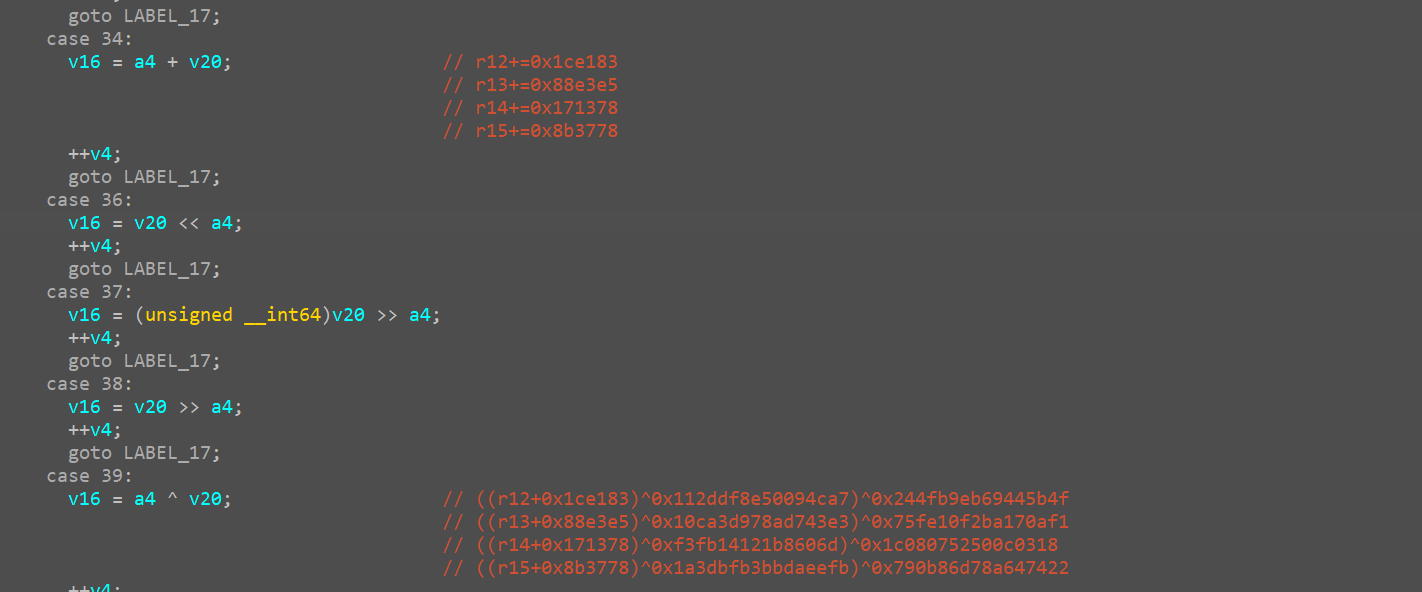 goto LABEL_17;
case 34:
v16 = a4 + v20; // r12+=0x1ce183
// r13+=0x88e3e5
// r14+=0x171378
// r15+=0x8b3778
++v4;
goto LABEL_17;
case 36:
v16 = v20 << a4;
++v4;
goto LABEL_17;
case 37:
v16 = (unsigned __int64)v20 >> a4;
++v4;
goto LABEL_17;
case 38:
v16 = v20 >> a4;
++v4;
goto LABEL_17;
case 39:
v16 = a4 ^ v20; // ((r12+0x1ce183)^0x112ddf8e50094ca7)^0x244fb9eb69445b4f
// ((r13+0x88e3e5)^0x10ca3d978ad743e3)^0x75fe10f2ba170af1
// ((r14+0x171378)^0xf3fb14121b8606d)^0x1c080752500c0318
// ((r15+0x8b3778)^0x1a3dbfb3bbdaeefb)^0x790b86d78a647422
++v4;